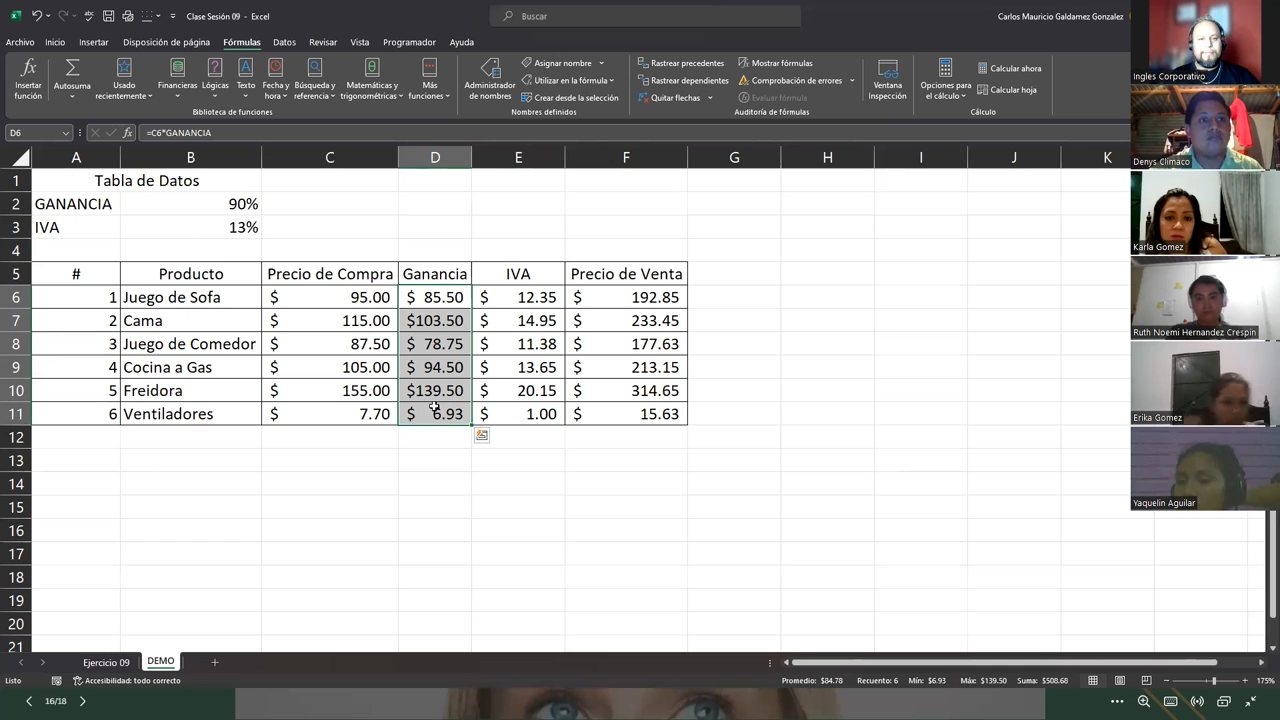 Clase Sesión 09 - Excel
Buscar
Carlos Mauricio Galdamez Gonzalez
Archivo Inicio Insertar Disposición de página Fórmulas Datos Revisar Vista Programador Ayuda
Insertar función
Autosuma
Usado recientemente
Financieras
Lógica
Texto
Fecha y hora
Búsqueda y referencia
Matemáticas y trigonométricas
Más funciones
Biblioteca de funciones
Administrador de nombres
Asignar nombre
Utilizar en la fórmula
Crear desde la selección
Nombres definidos
Rastrear precedentes
Rastrear dependientes
Quitar flechas
Mostrar fórmulas
Comprobación de errores
Evaluar fórmula
Auditoría de fórmulas
Ventana Inspección
Opciones para el cálculo
Calcular ahora
Calcular hoja
Cálculo
D6 fx =C6*GANANCIA
A B C D E F G H I J K
1 Tabla de Datos
2 GANANCIA 90%
3 IVA 13%
4
5 # Producto Precio de Compra Ganancia IVA Precio de Venta
6 1 Juego de Sofa $ 95.00 $ 85.50 $ 12.35 $ 192.85
7 2 Cama $ 115.00 $103.50 $ 14.95 $ 233.45
8 3 Juego de Comedor $ 87.50 $ 78.75 $ 11.38 $ 177.63
9 4 Cocina a Gas $ 105.00 $ 94.50 $ 13.65 $ 213.15
10 5 Freidora $ 155.00 $139.50 $ 20.15 $ 314.65
11 6 Ventiladores $ 7.70 $ 6.93 $ 1.00 $ 15.63
12
13
14
15
16
17
18
19
20
21
Ejercicio 09 DEMO
Listo Accesibilidad: todo correcto Promedio: $84.78 Recuento: 6 Mín: $6.93 Máx: $139.50 Suma: $508.68 175%
16/18
Ingles Corporativo
Denys Climaco
Karla Gomez
Ruth Noemi Hernandez Crespin
Erika Gomez
Yaquelin Aguilar